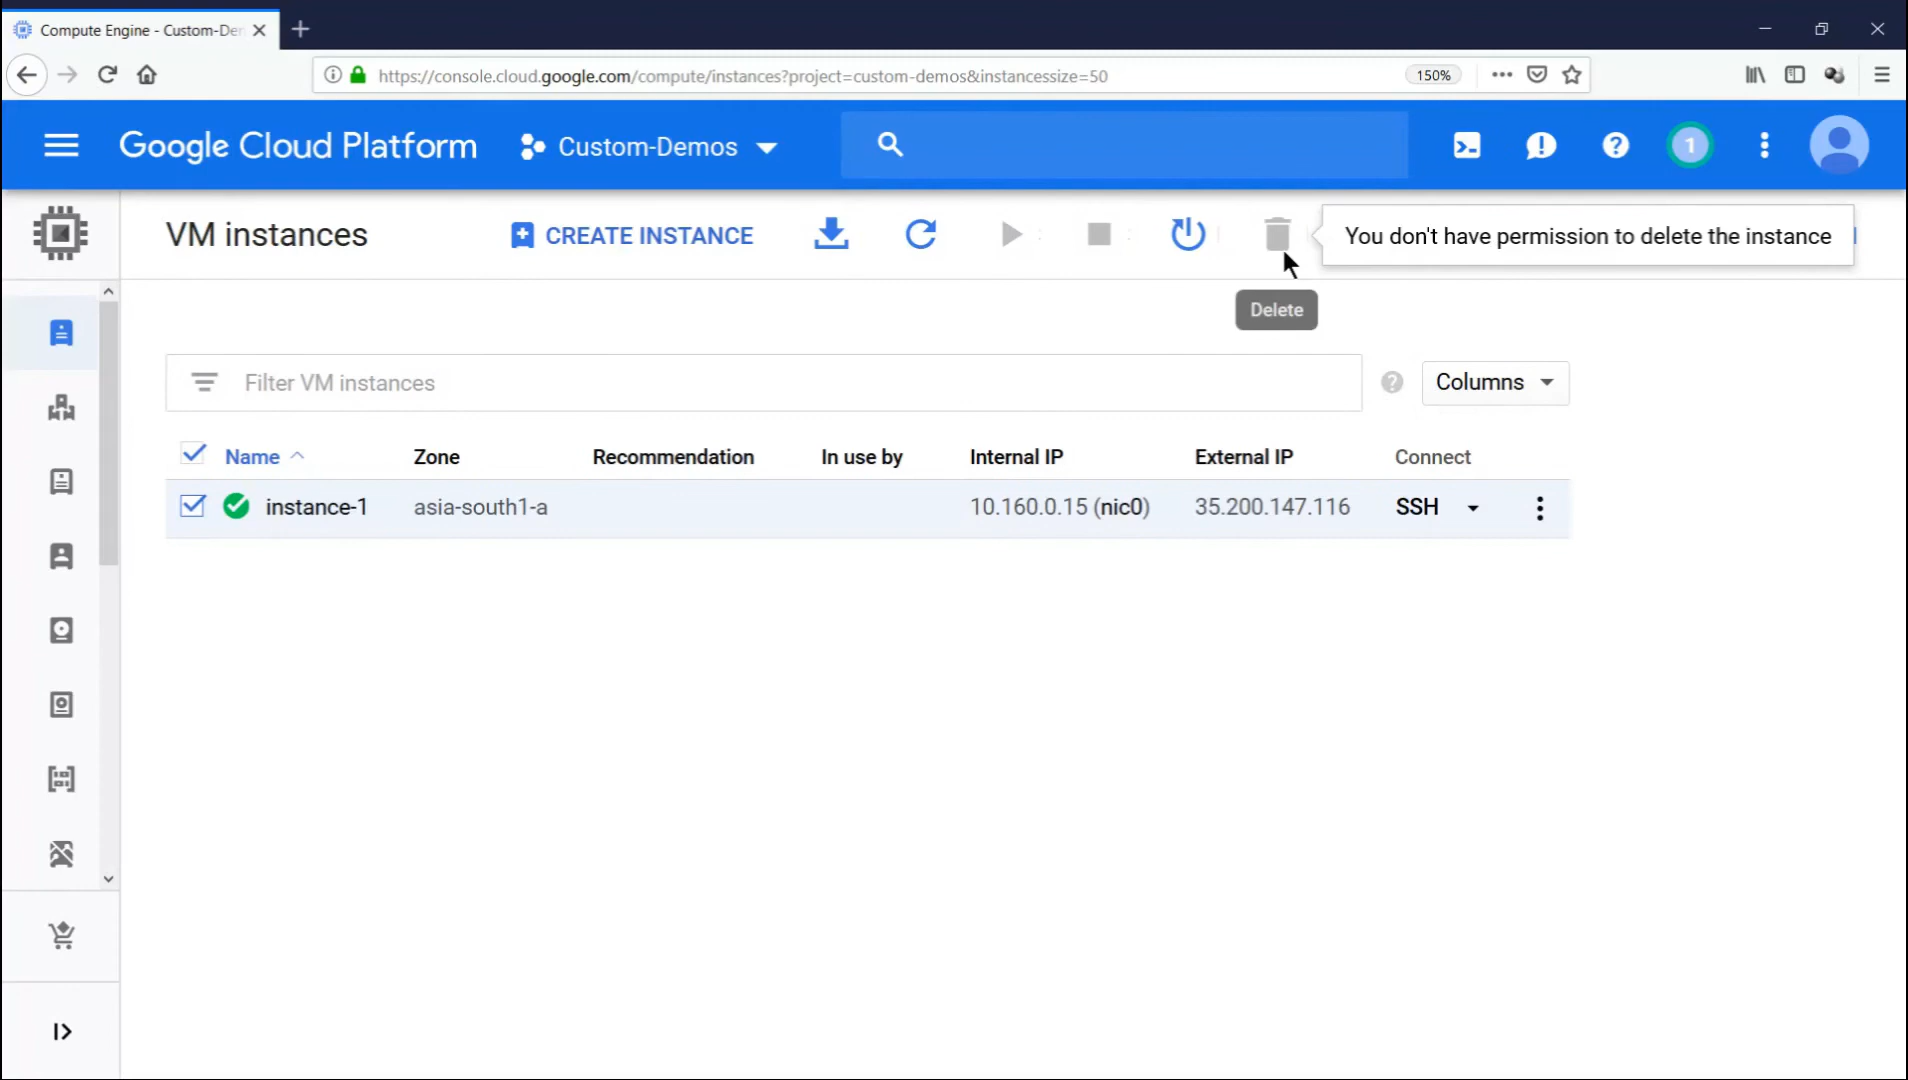 Compute Engine - Custom-De
https://console.cloud.google.com/compute/instances?project=custom-demos&instancessize=50
150%
Google Cloud Platform
Custom-Demos
1
VM instances
CREATE INSTANCE
You don't have permission to delete the instance
Delete
Filter VM instances
Columns
Name
Zone
Recommendation
In use by
Internal IP
External IP
Connect
instance-1
asia-south1-a
10.160.0.15 (nic0)
35.200.147.116
SSH